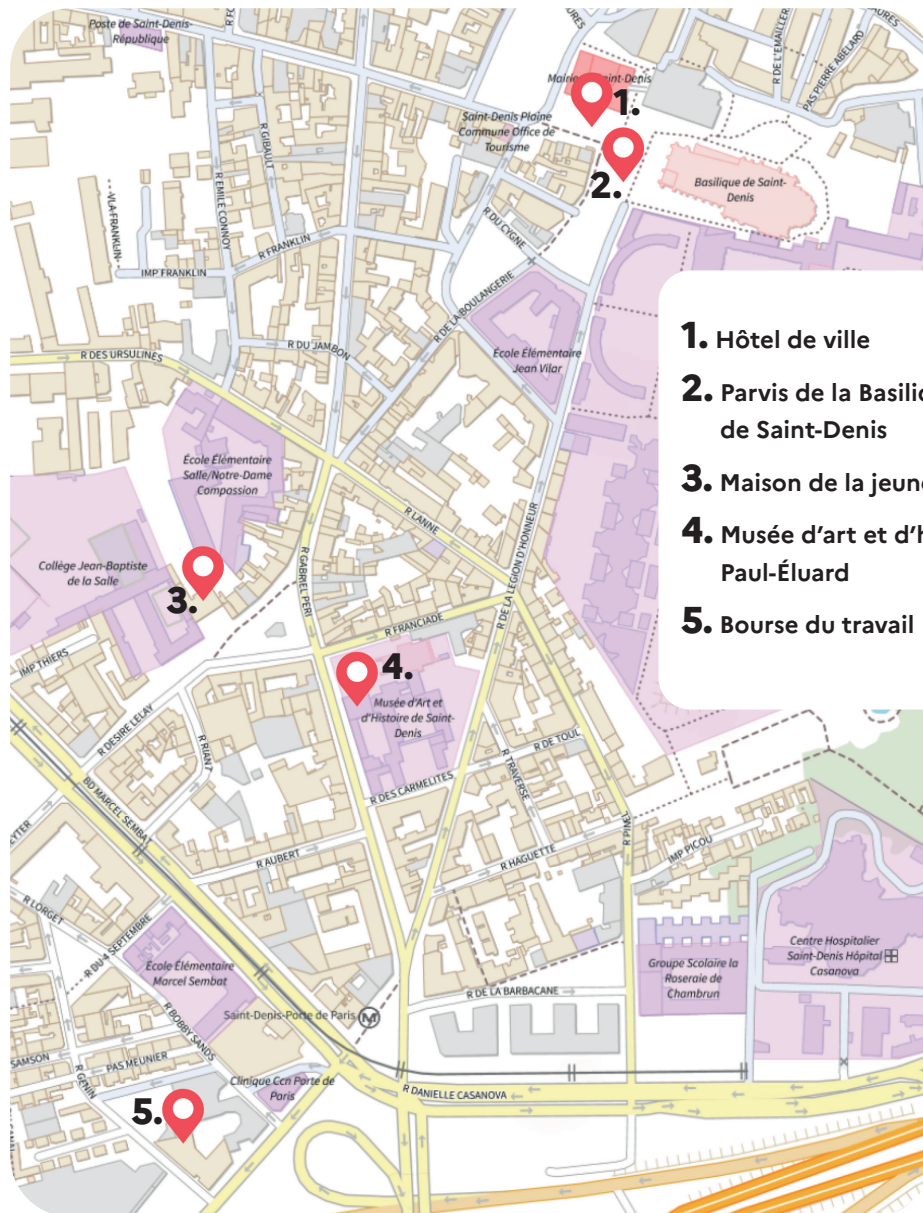 Poste de Saint-Denis-
République
R GIBAULT
R EMILE CONNOY
VLA FRANKLIN
IMP FRANKLIN
R FRANKLIN
R DU JAMBON
R DES URSULINES
Saint-Denis Plaine
Commune Office de
Tourisme
1.
2.
R DE L'EMAILLERIE
PAS PIERRE ABELARD
Basilique de Saint-
Denis
R DU CYGNE
R DE LA BOULANGERIE
École Élémentaire
Jean Vilar
1. Hôtel de ville
2. Parvis de la Basiliq
de Saint-Denis
3. Maison de la jeun
4. Musée d'art et d'h
Paul-Éluard
5. Bourse du travail
École Élémentaire
Salle/Notre-Dame
Compassion
R LANNE
R DE LA LEGION D'HONNEUR
R GABRIEL PÉRI
Collège Jean-Baptiste
de la Salle
3.
R FRANCIADE
IMP THIERS
4.
Musée d'Art et
d'Histoire de Saint-
Denis
R DESIRE LELAY
R RIANT
BD MARCEL SEMBAT
R DES CARMELITES
R TRAVERSE
R DE TOUL
R PINEL
IMP PICOU
R HAGUETTE
R AUBERT
R LORGET
R DU 4 SEPTEMBRE
École Élémentaire
Marcel Sembat
Groupe Scolaire la
Roseraie de
Chambrun
Centre Hospitalier
Saint-Denis Hôpital
Casanova
R DE LA BARBACANE
Saint-Denis-Porte de Paris
M
R BOBBY SANDS
SAMSON
PAS MEUNIER
R GENIN
Clinique Ccn Porte de
Paris
R DANIELLE CASANOVA
5.